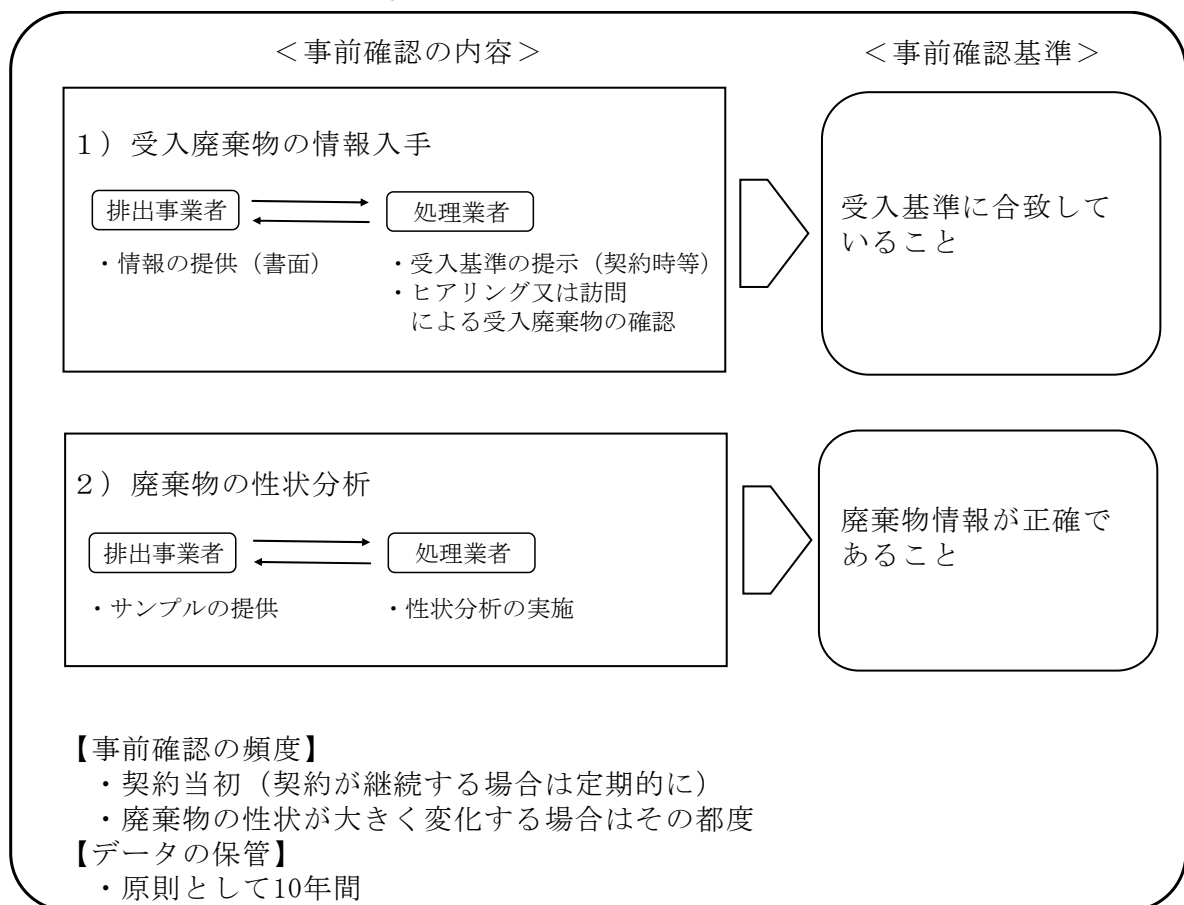 ＜事前確認の内容＞
＜事前確認基準＞
１）受入廃棄物の情報入手
排出事業者
処理業者
・情報の提供（書面）
・受入基準の提示（契約時等）
・ヒアリング又は訪問
による受入廃棄物の確認
受入基準に合致して
いること
２）廃棄物の性状分析
排出事業者
処理業者
・サンプルの提供
・性状分析の実施
廃棄物情報が正確で
あること
【事前確認の頻度】
・契約当初（契約が継続する場合は定期的に）
・廃棄物の性状が大きく変化する場合はその都度
【データの保管】
・原則として10年間